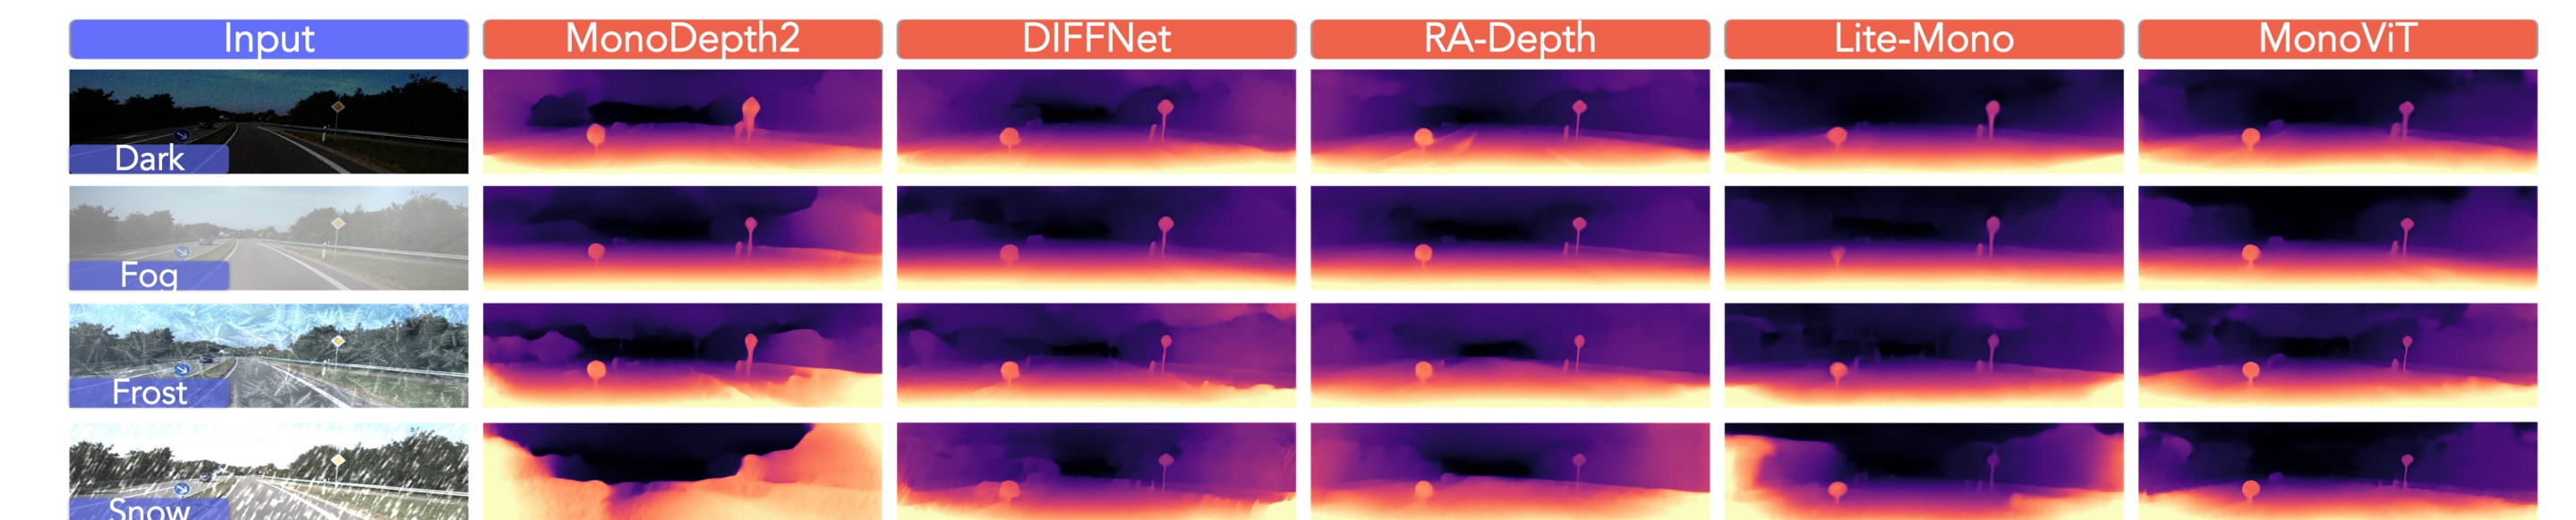 Input
MonoDepth2
DIFFNet
RA-Depth
Lite-Mono
MonoViT
Dark
Fog
Frost
Snow